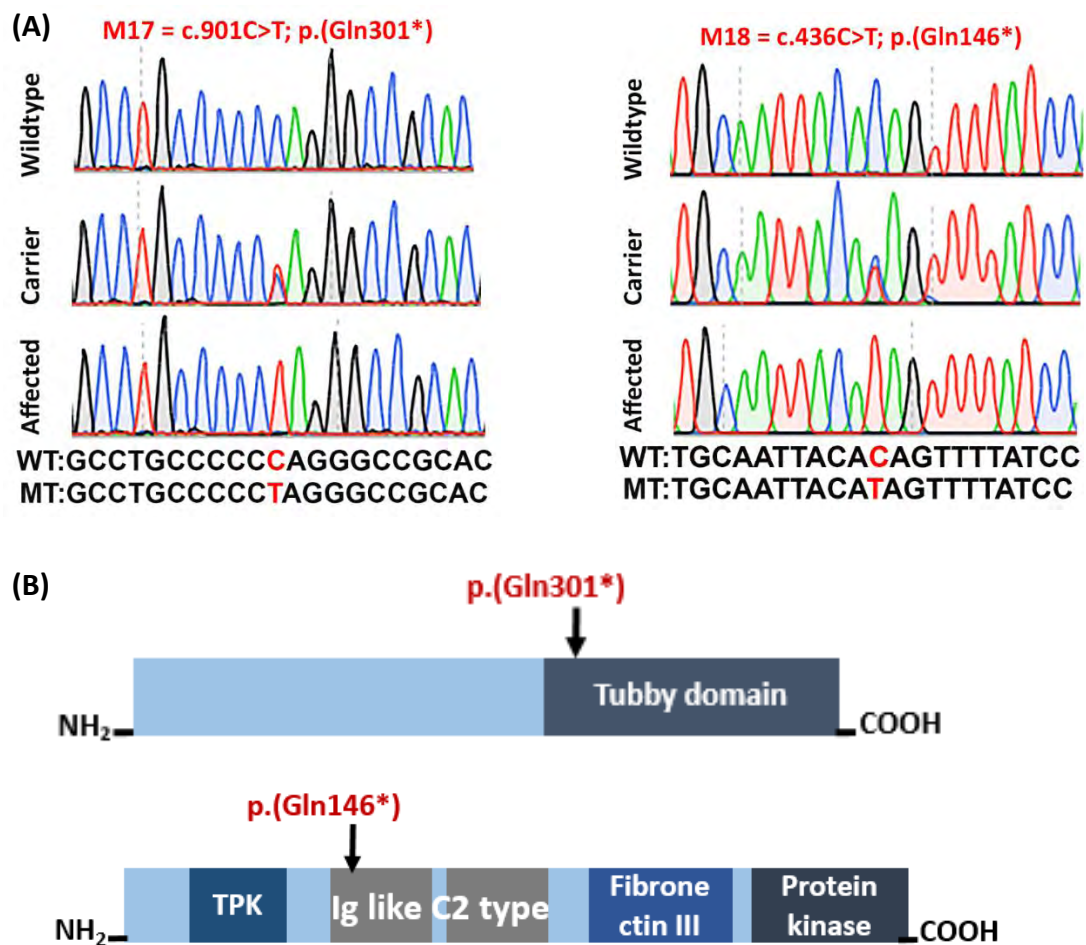 (A)
M17 = c.901C>T; p.(Gln301*)
M18 = c.436C>T; p.(Gln146*)
Wildtype
Carrier
Affected
WT:GCCTGCCCCCCAGGGCCGCAC
MT:GCCTGCCCCCTAGGGCCGCAC
Wildtype
Carrier
Affected
WT:TGCAATTACACAGTTTTATCC
MT:TGCAATTACATAGTTTTATCC
(B)
p.(Gln301*)
NH2
Tubby domain
COOH
p.(Gln146*)
NH2
TPK
Ig like
C2 type
Fibrone
ctin III
Protein
kinase
COOH